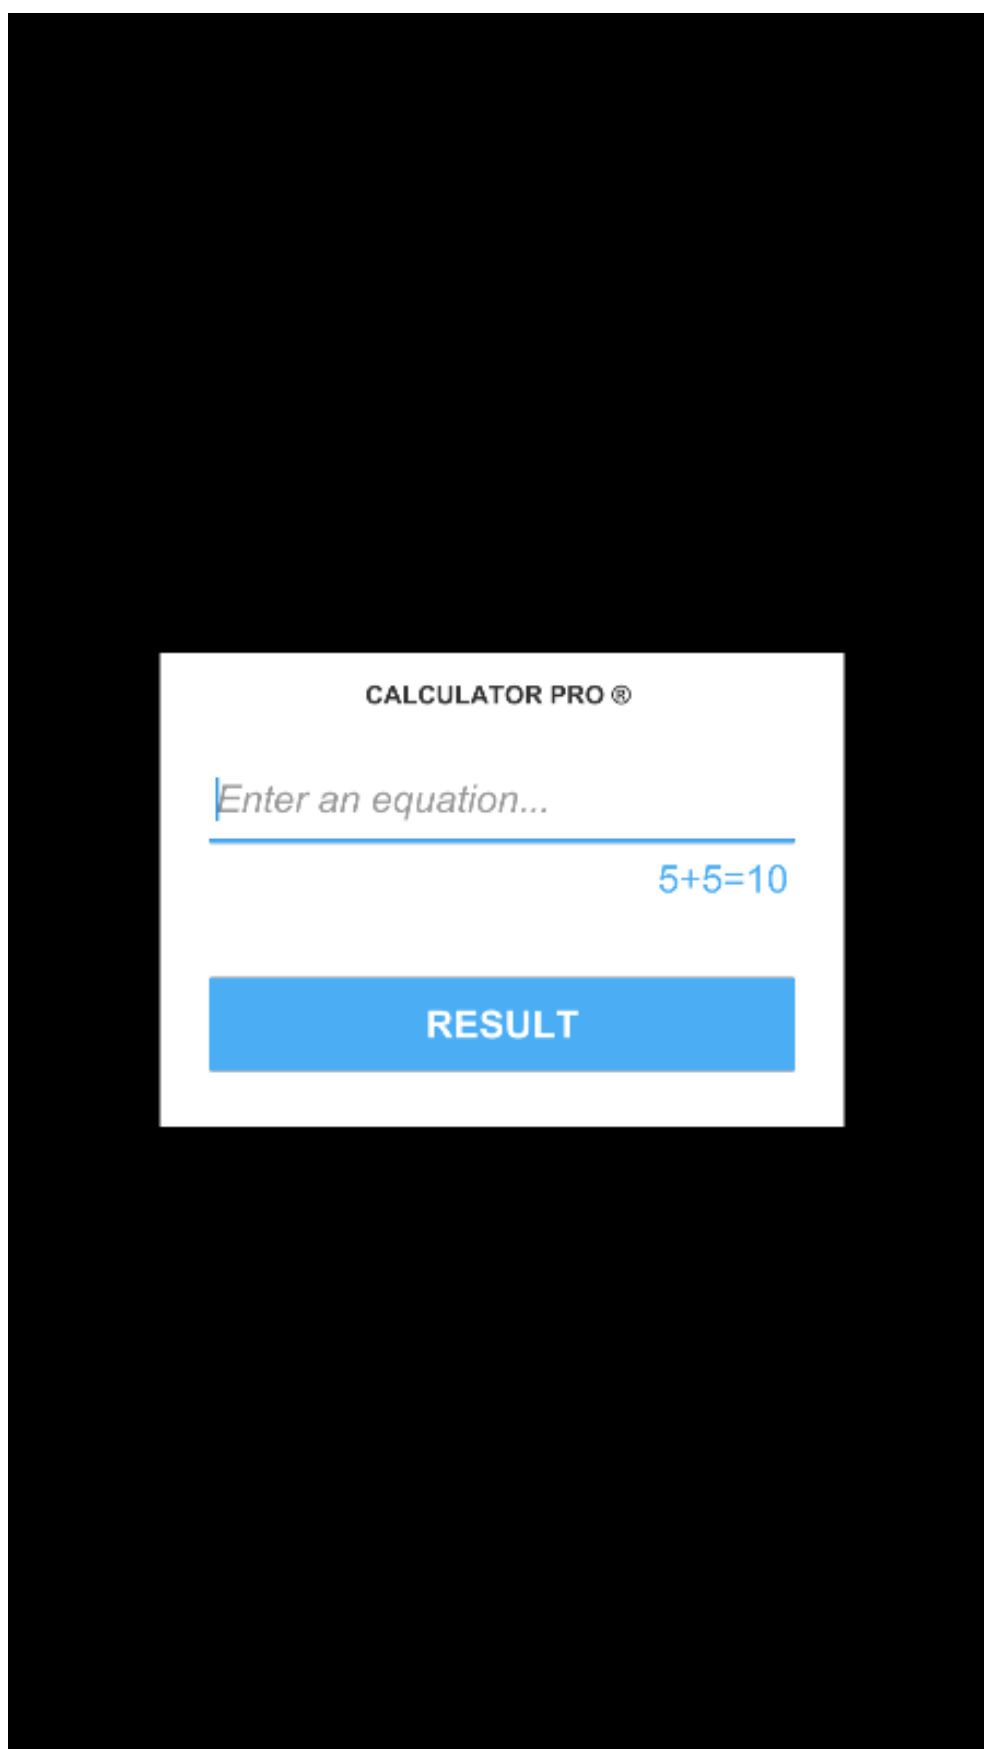 CALCULATOR PRO ®
Enter an equation...
5+5=10
RESULT